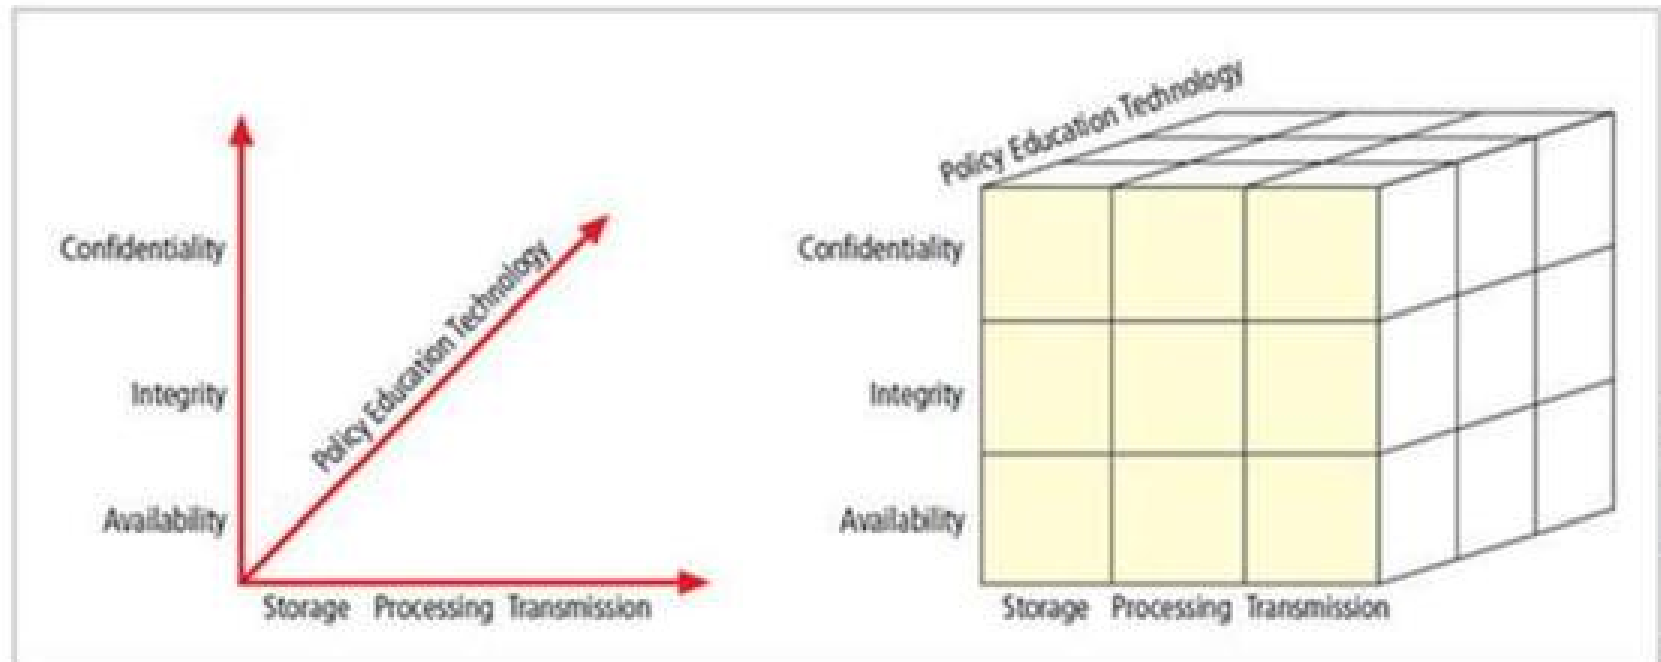 Policy Education Technology
Confidentiality
Integrity
Availability
Storage Processing Transmission
Policy Education Technology
Confidentiality
Integrity
Availability
Storage Processing Transmission